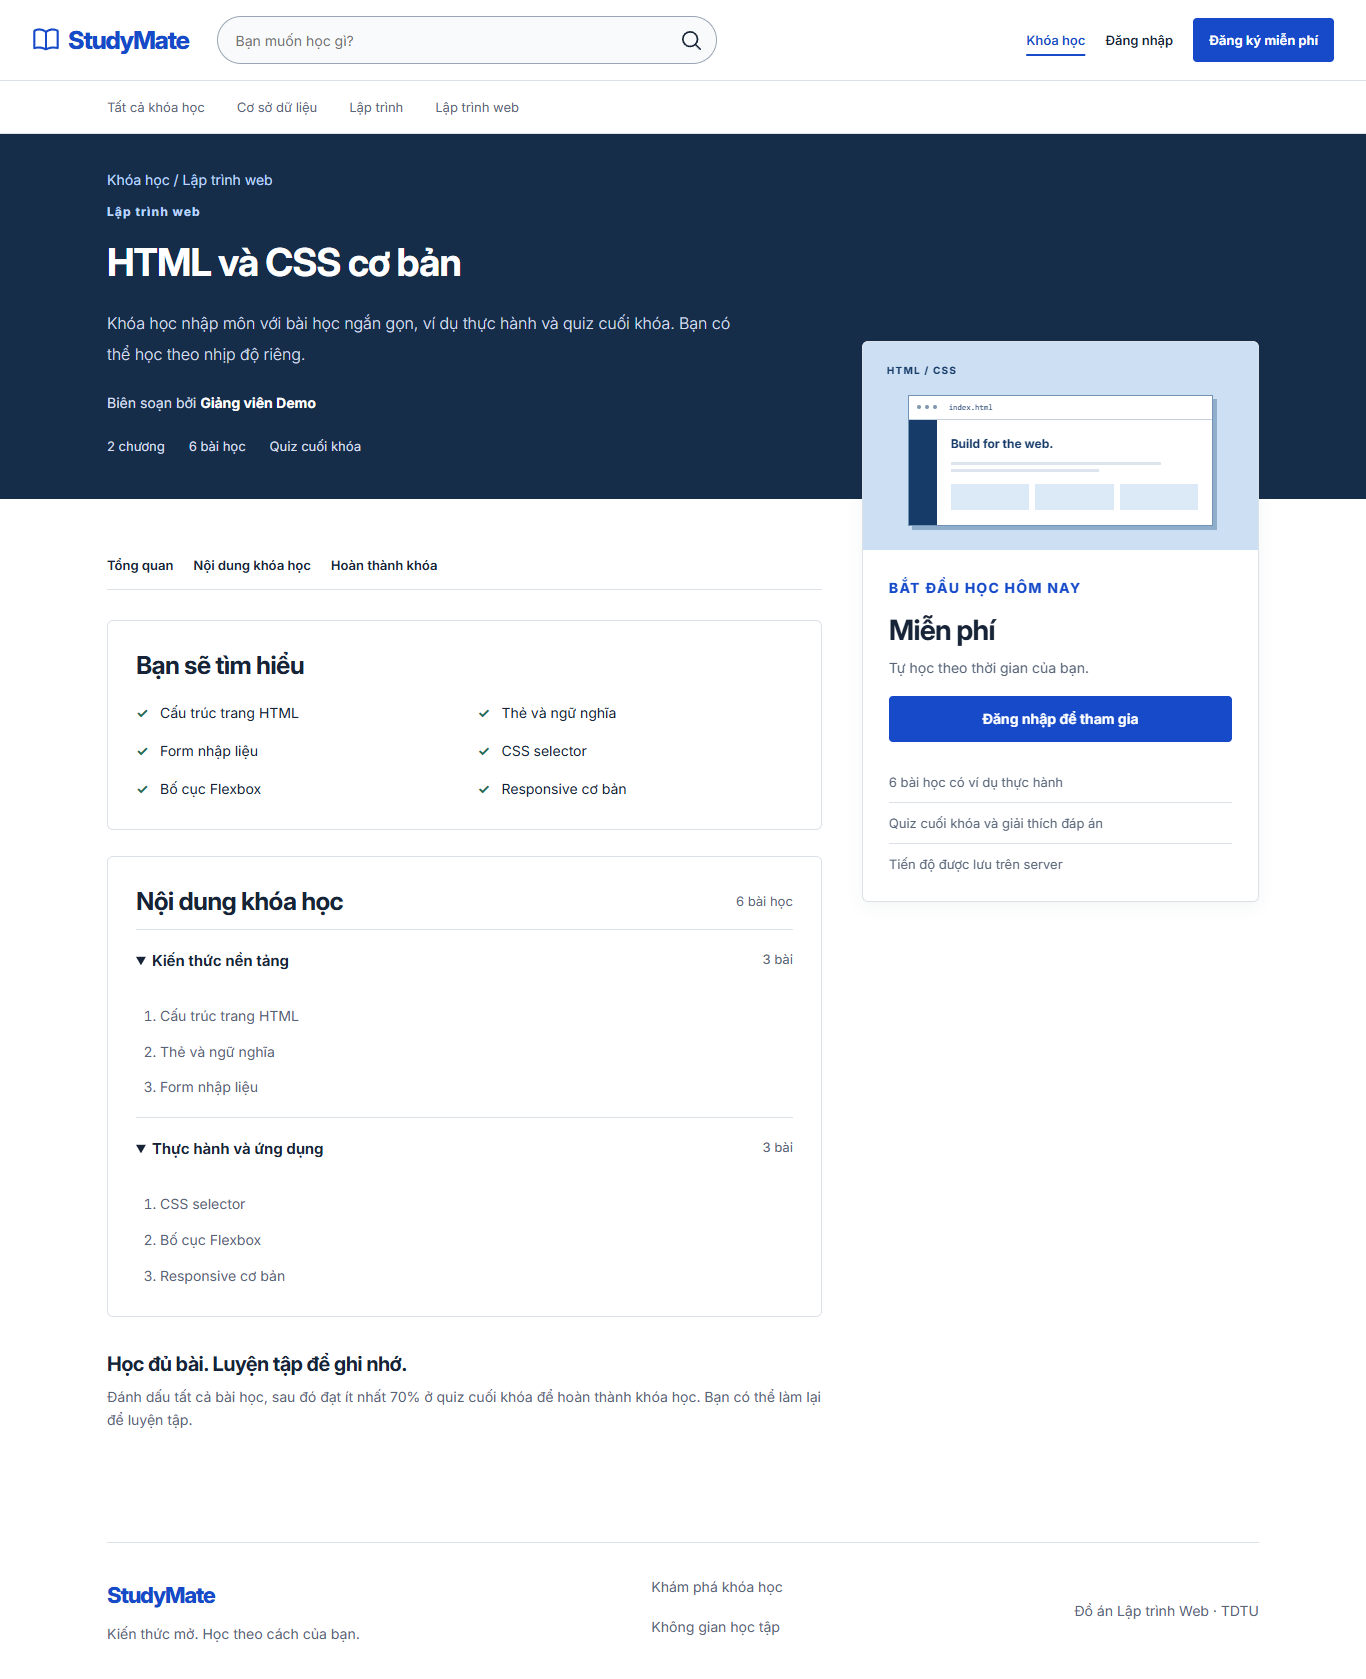 StudyMate
Bạn muốn học gì?
Khóa học
Đăng nhập
Đăng ký miễn phí
Tất cả khóa học
Cơ sở dữ liệu
Lập trình
Lập trình web
Khóa học / Lập trình web
Lập trình web
HTML và CSS cơ bản
Khóa học nhập môn với bài học ngắn gọn, ví dụ thực hành và quiz cuối khóa. Bạn có
thể học theo nhịp độ riêng.
Biên soạn bởi Giảng viên Demo
2 chương
6 bài học
Quiz cuối khóa
HTML / CSS
index.html
Build for the web.
BẮT ĐẦU HỌC HÔM NAY
Miễn phí
Tự học theo thời gian của bạn.
Đăng nhập để tham gia
6 bài học có ví dụ thực hành
Quiz cuối khóa và giải thích đáp án
Tiến độ được lưu trên server
Tổng quan
Nội dung khóa học
Hoàn thành khóa
Bạn sẽ tìm hiểu
Cấu trúc trang HTML
Thẻ và ngữ nghĩa
Form nhập liệu
CSS selector
Bố cục Flexbox
Responsive cơ bản
Nội dung khóa học
6 bài học
Kiến thức nền tảng
3 bài
1. Cấu trúc trang HTML
2. Thẻ và ngữ nghĩa
3. Form nhập liệu
Thực hành và ứng dụng
3 bài
1. CSS selector
2. Bố cục Flexbox
3. Responsive cơ bản
Học đủ bài. Luyện tập để ghi nhớ.
Đánh dấu tất cả bài học, sau đó đạt ít nhất 70% ở quiz cuối khóa để hoàn thành khóa học. Bạn có thể làm lại
để luyện tập.
StudyMate
Kiến thức mở. Học theo cách của bạn.
Khám phá khóa học
Không gian học tập
Đồ án Lập trình Web · TDTU